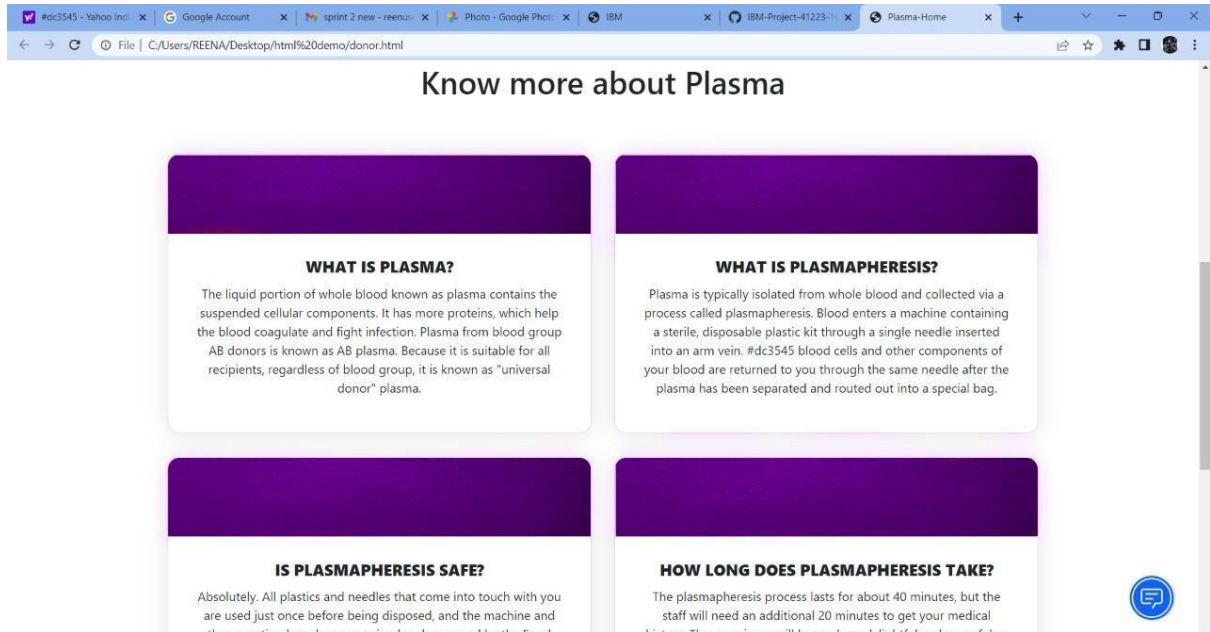 #dc3545 - Yahoo Indi
Google Account
sprint 2 new - reenus
Photo - Google Photo
IBM
IBM-Project-41223-1
Plasma-Home
File | C:/Users/REENA/Desktop/html%20demo/donor.html
Know more about Plasma
WHAT IS PLASMA?
The liquid portion of whole blood known as plasma contains the
suspended cellular components. It has more proteins, which help
the blood coagulate and fight infection. Plasma from blood group
AB donors is known as AB plasma. Because it is suitable for all
recipients, regardless of blood group, it is known as "universal
donor" plasma.
WHAT IS PLASMAPHERESIS?
Plasma is typically isolated from whole blood and collected via a
process called plasmapheresis. Blood enters a machine containing
a sterile, disposable plastic kit through a single needle inserted
into an arm vein. #dc3545 blood cells and other components of
your blood are returned to you through the same needle after the
plasma has been separated and routed out into a special bag.
IS PLASMAPHERESIS SAFE?
Absolutely. All plastics and needles that come into touch with you
are used just once before being disposed, and the machine and
HOW LONG DOES PLASMAPHERESIS TAKE?
The plasmapheresis process lasts for about 40 minutes, but the
staff will need an additional 20 minutes to get your medical